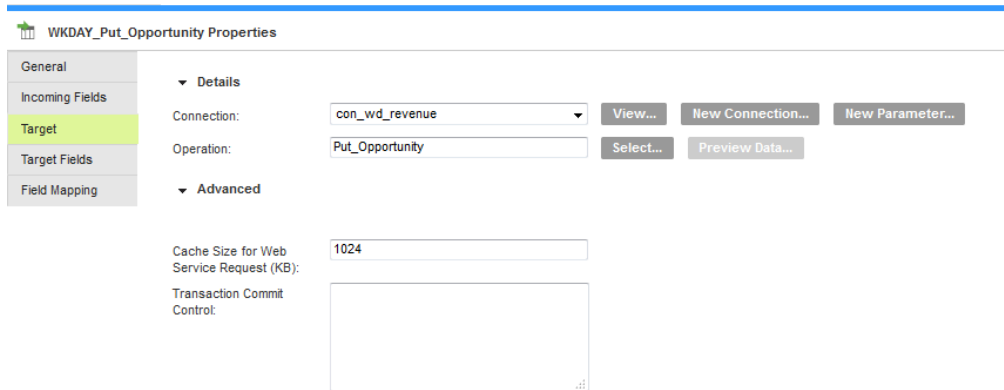 WKDAY_Put_Opportunity Properties
General
Incoming Fields
Target
Target Fields
Field Mapping
Details
Connection:
con_wd_revenue
View...
New Connection...
New Parameter...
Operation:
Put_Opportunity
Select...
Preview Data...
Advanced
Cache Size for Web
Service Request (KB):
1024
Transaction Commit
Control: